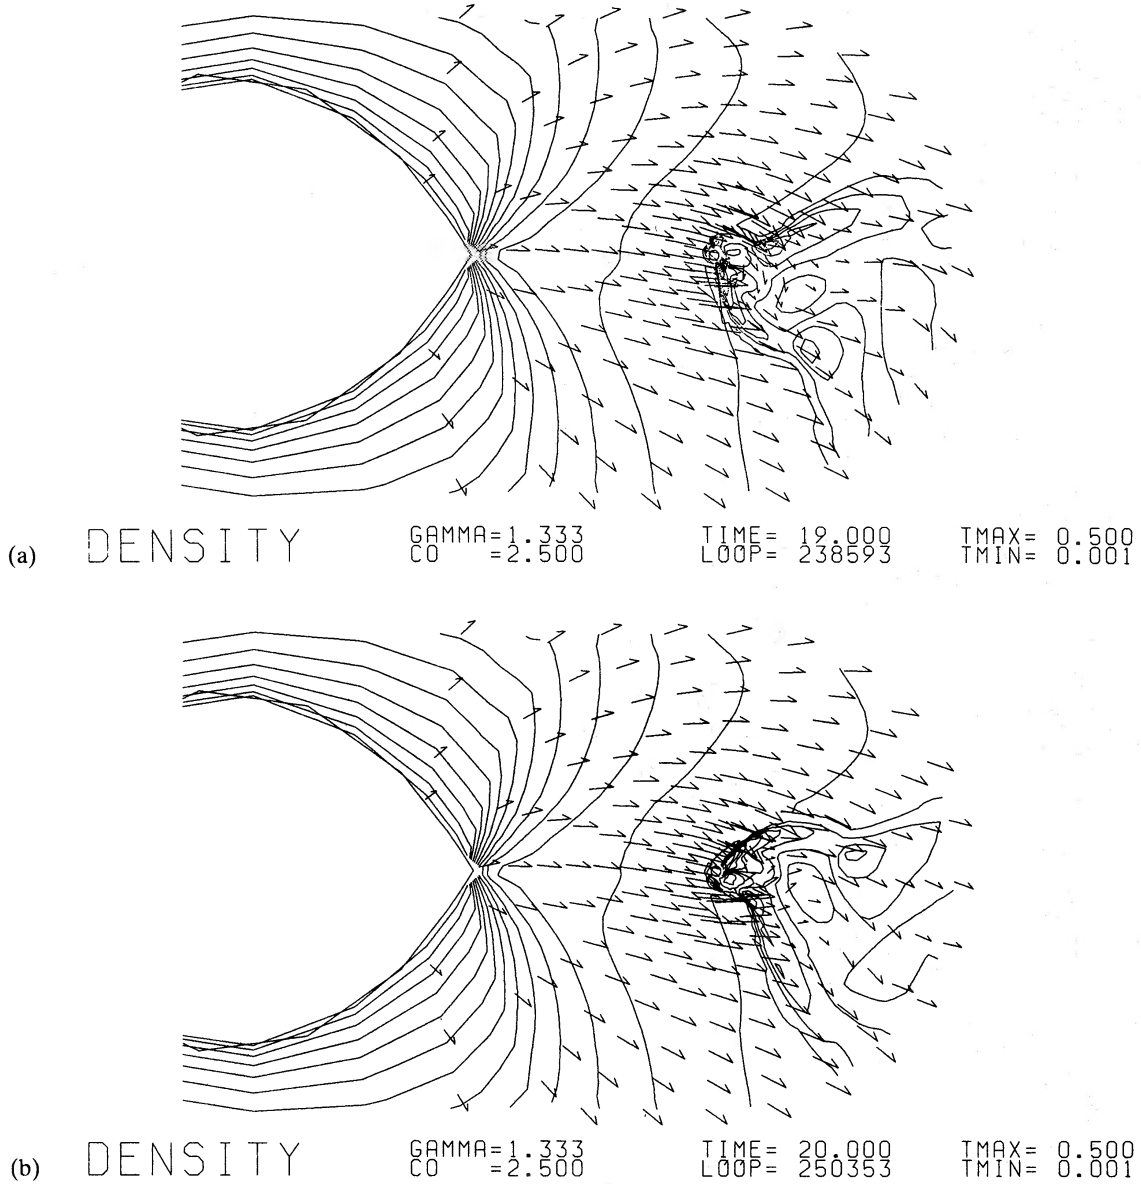 (a) DENSITY GAMMA=1.333 TIME= 19.000 TMAX= 0.500
CO =2.500 LOOP= 238593 TMIN= 0.001
(b) DENSITY GAMMA=1.333 TIME= 20.000 TMAX= 0.500
CO =2.500 LOOP= 250353 TMIN= 0.001